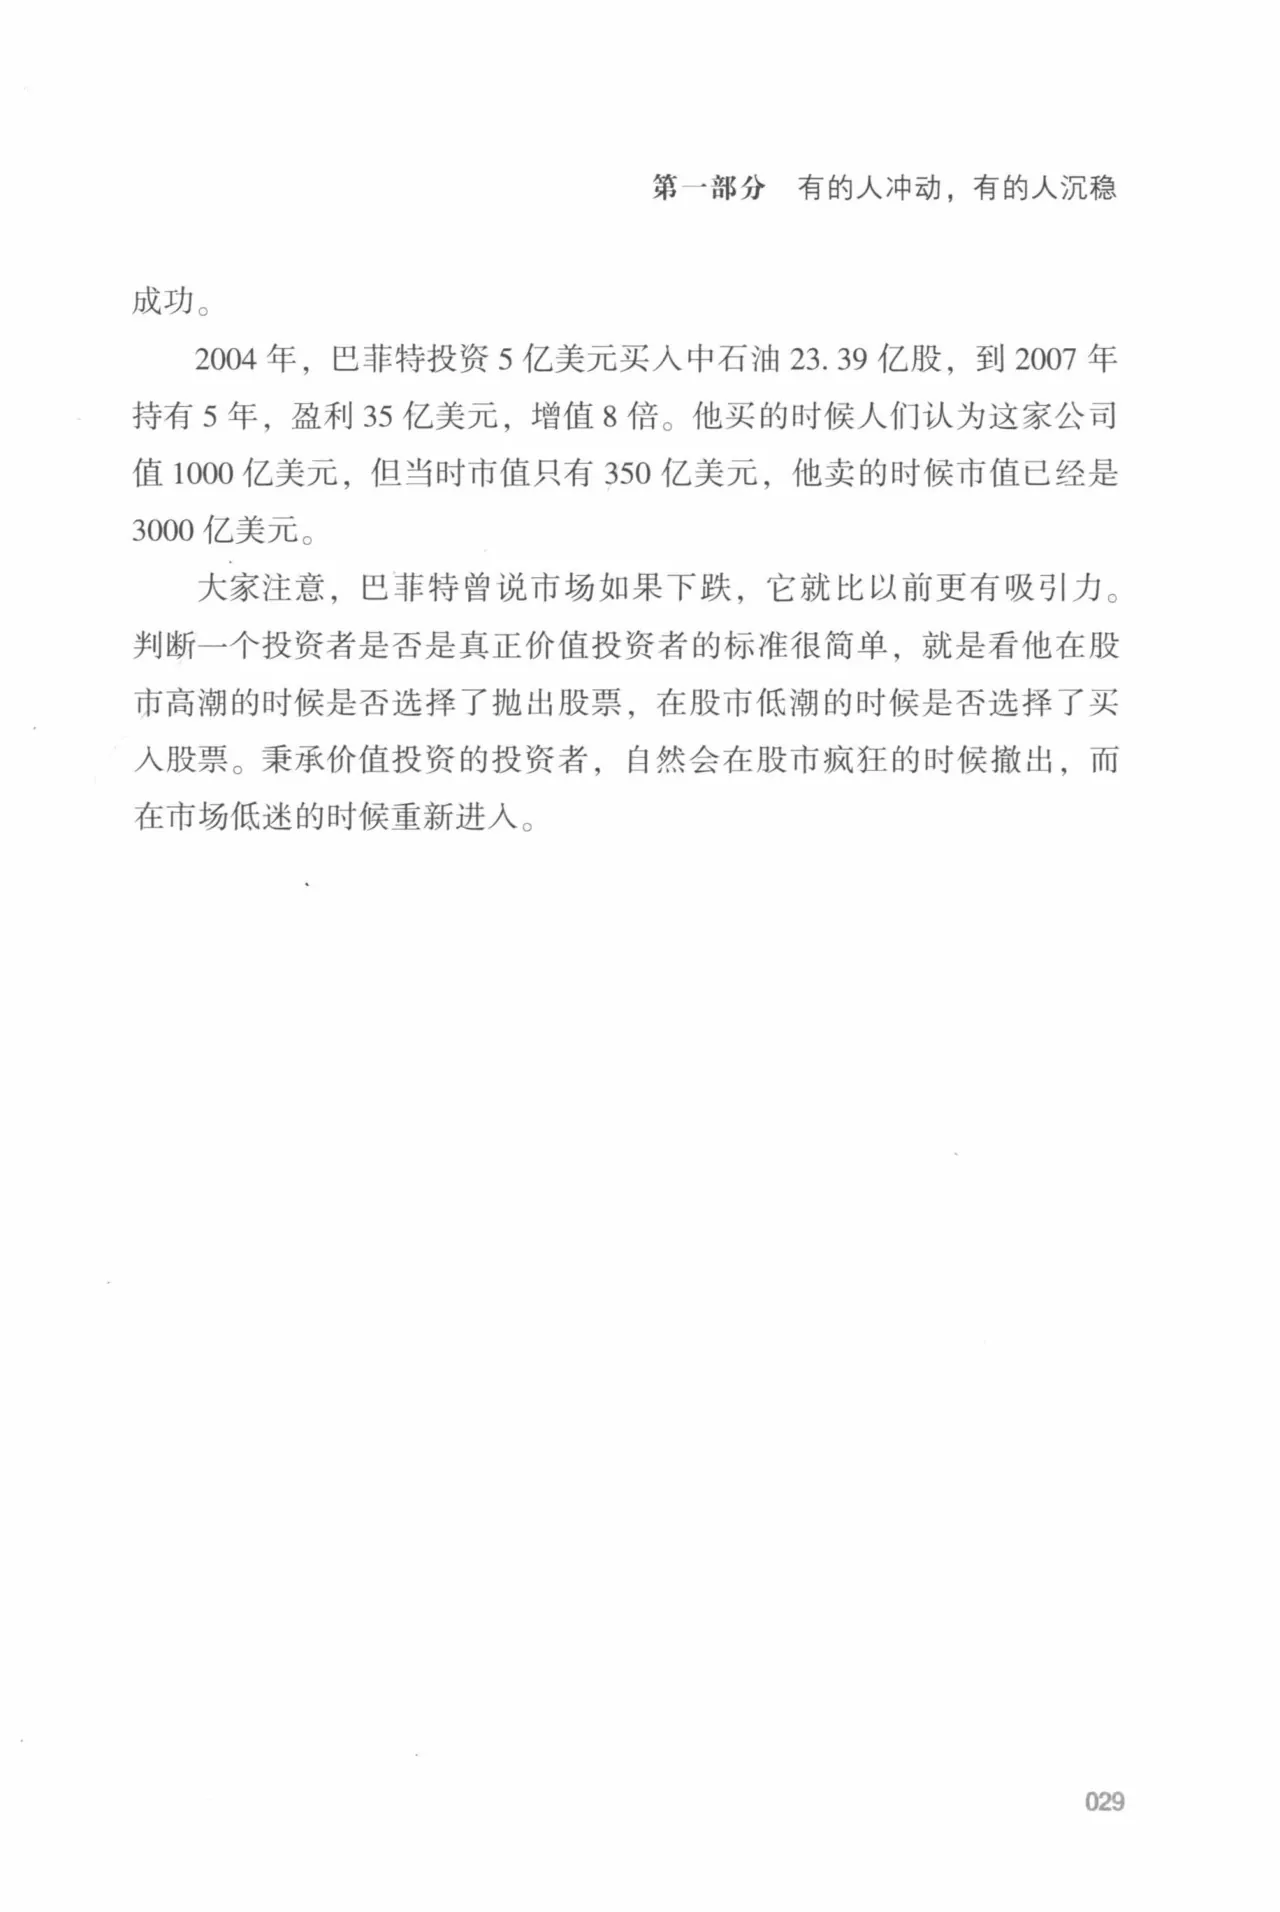 第一部分 有的人冲动，有的人沉稳
成功。
2004 年，巴菲特投资 5 亿美元买入中石油 23.39 亿股，到 2007 年
持有 5 年，盈利 35 亿美元，增值 8 倍。他买的时候人们认为这家公司
值 1000 亿美元，但当时市值只有 350 亿美元，他卖的时候市值已经是
3000 亿美元。
大家注意，巴菲特曾说市场如果下跌，它就比以前更有吸引力。
判断一个投资者是否是真正价值投资者的标准很简单，就是看他在股
市高潮的时候是否选择了抛出股票，在股市低潮的时候是否选择了买
入股票。秉承价值投资的投资者，自然会在股市疯狂的时候撤出，而
在市场低迷的时候重新进入。
029